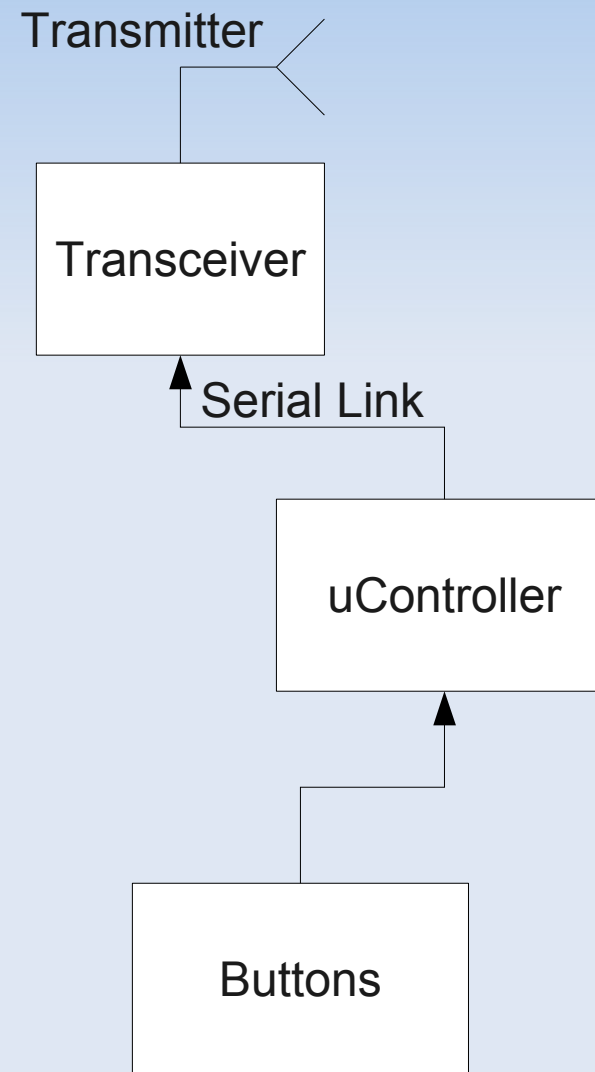 Transmitter
Transceiver
Serial Link
uController
Buttons